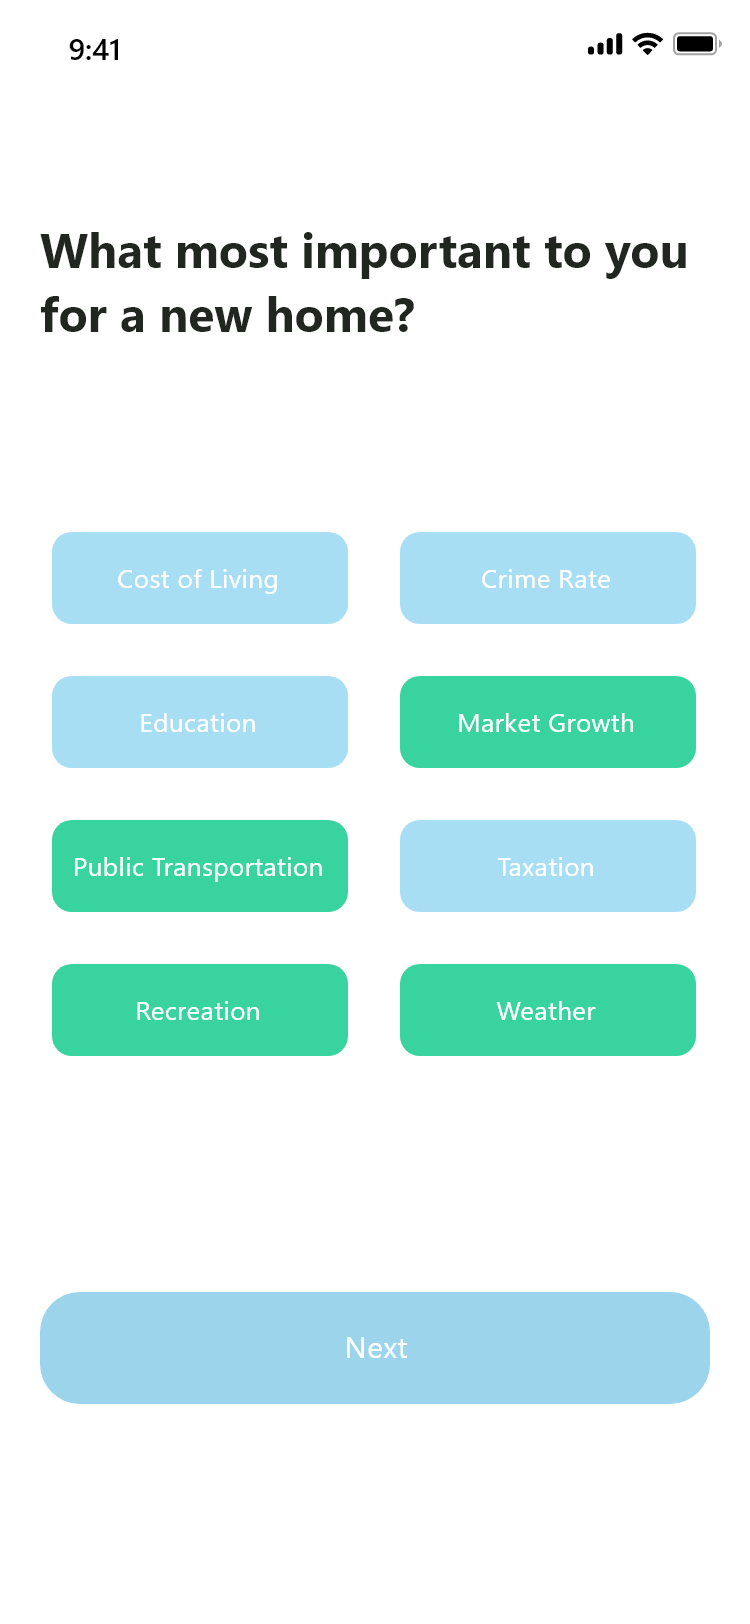 9:41
What most important to you
for a new home?
Cost of Living
Crime Rate
Education
Market Growth
Public Transportation
Taxation
Recreation
Weather
Next